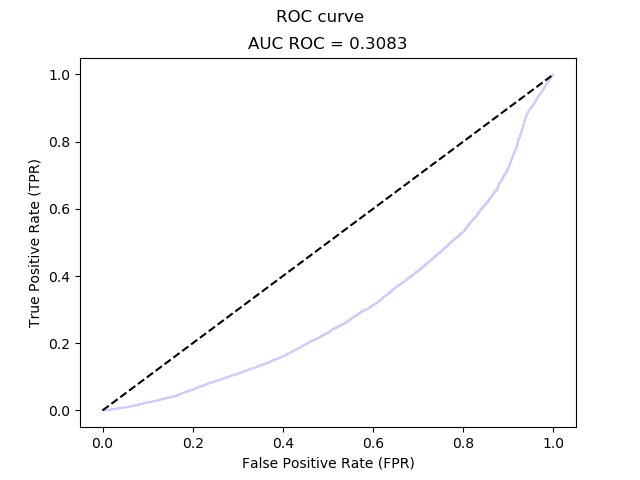 ROC curve
AUC ROC = 0.3083
1.0
0.8
0.6
0.4
0.2
0.0
True Positive Rate (TPR)
0.0 0.2 0.4 0.6 0.8 1.0
False Positive Rate (FPR)